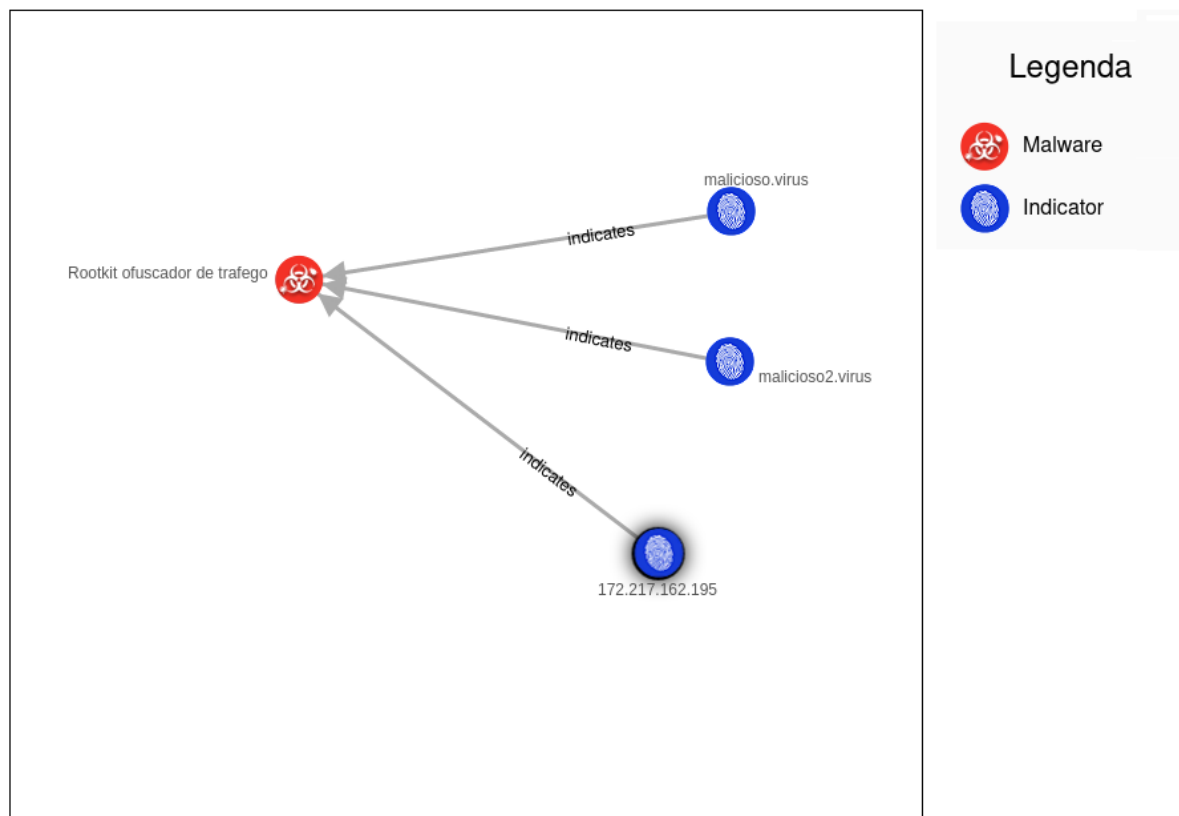 Legenda
Malware
Indicator
malicioso.virus
indicates
Rootkit ofuscador de trafego
indicates
malicioso2.virus
indicates
172.217.162.195